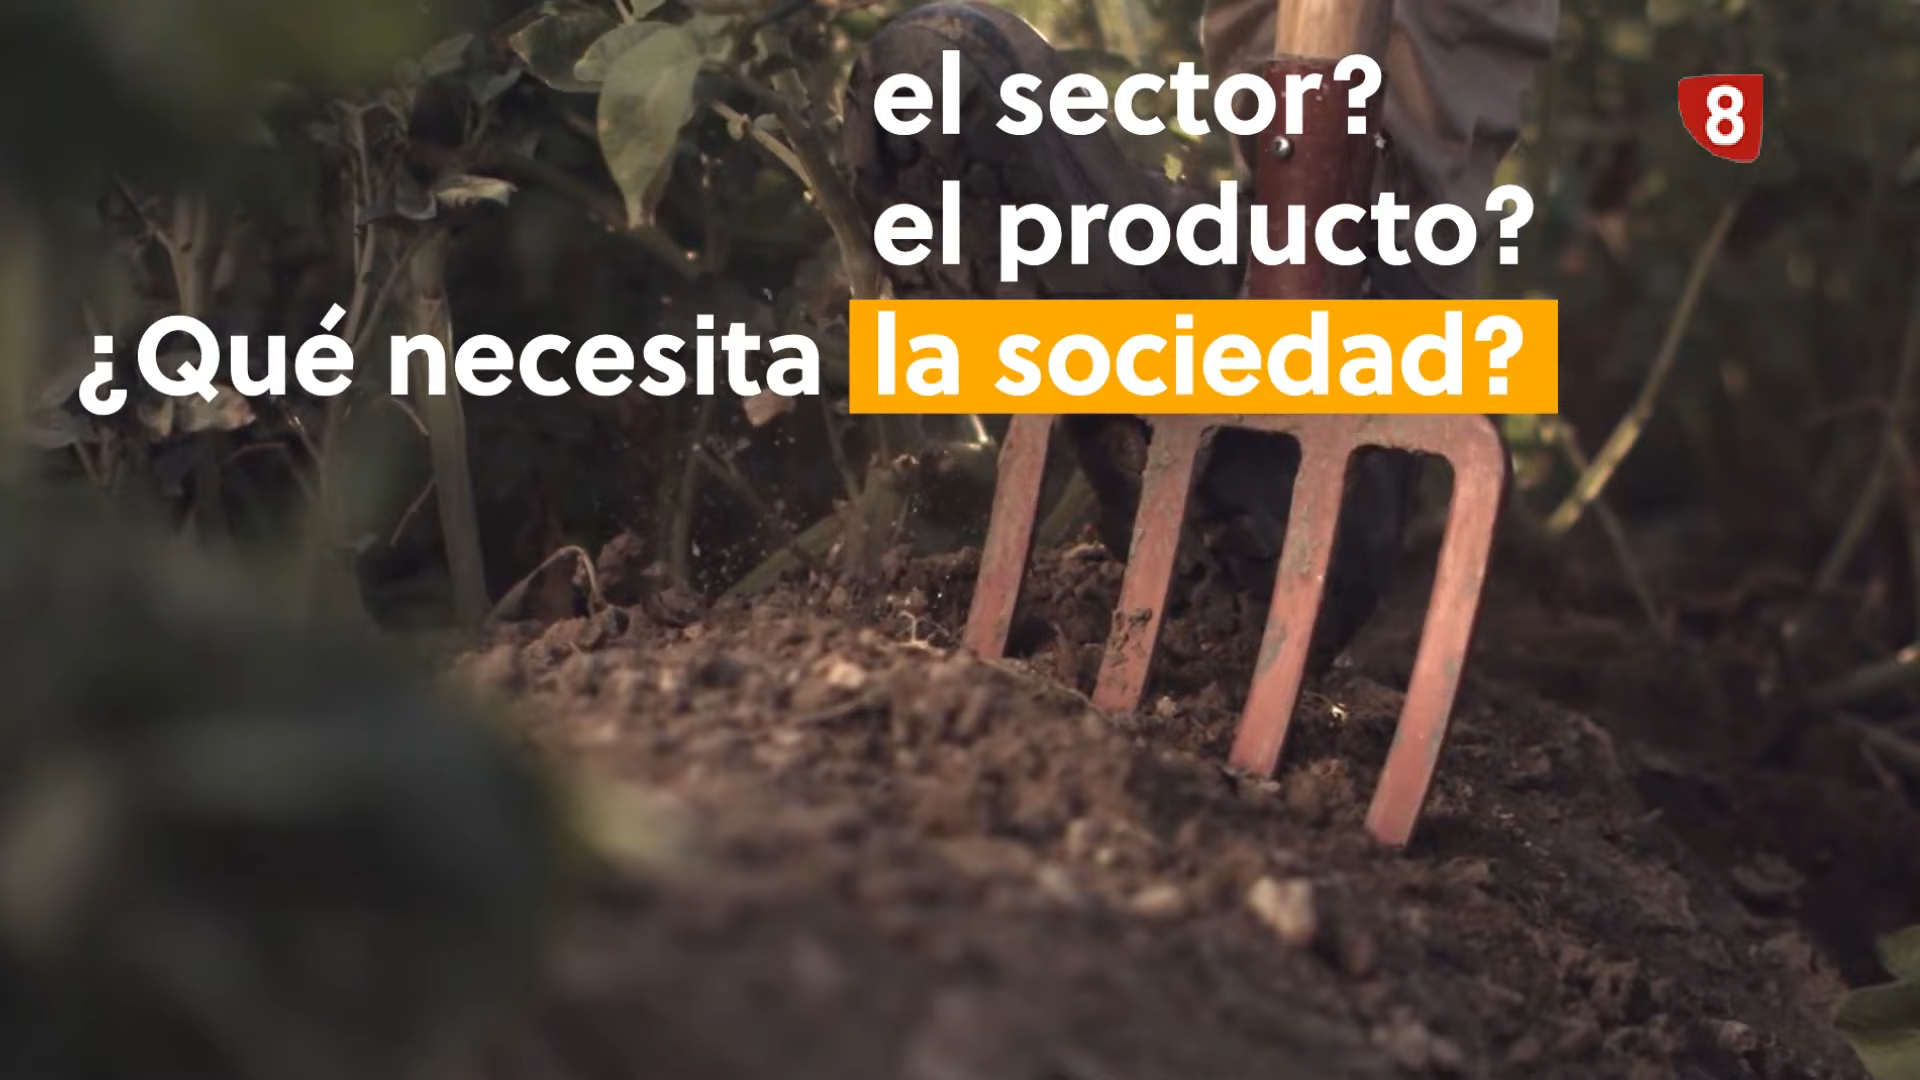 el sector?
8
el producto?
¿Qué necesita la sociedad?